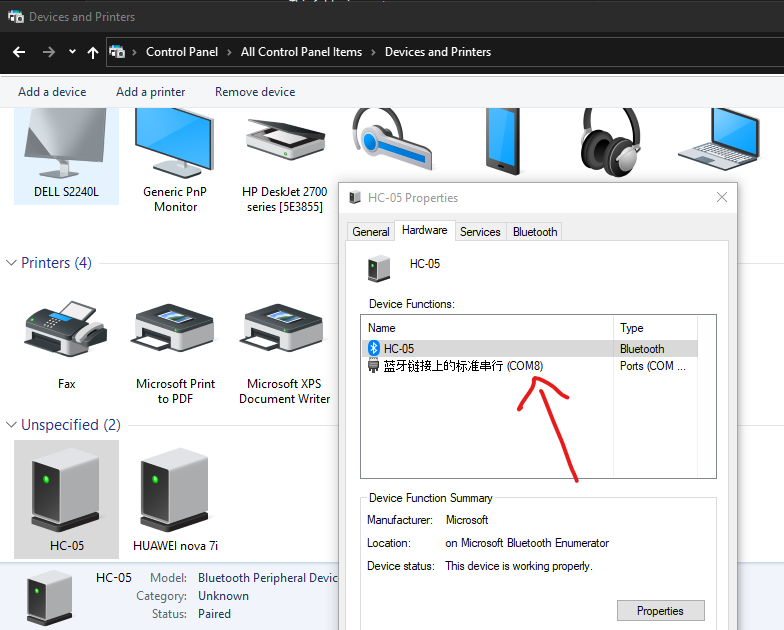 Devices and Printers
Control Panel > All Control Panel Items > Devices and Printers
Add a device Add a printer Remove device
DELL S2240L
Generic PnP
Monitor
HP DeskJet 2700
series [5E3855]
Printers (4)
Fax
Microsoft Print
to PDF
Microsoft XPS
Document Writer
Unspecified (2)
HC-05
HUAWEI nova 7i
HC-05
Model: Bluetooth Peripheral Devic
Category: Unknown
Status: Paired
HC-05 Properties
General Hardware Services Bluetooth
HC-05
Device Functions:
Name Type
HC-05 Bluetooth
蓝牙链接上的标准串行 (COM8) Ports (COM ...
Device Function Summary
Manufacturer: Microsoft
Location: on Microsoft Bluetooth Enumerator
Device status: This device is working properly.
Properties